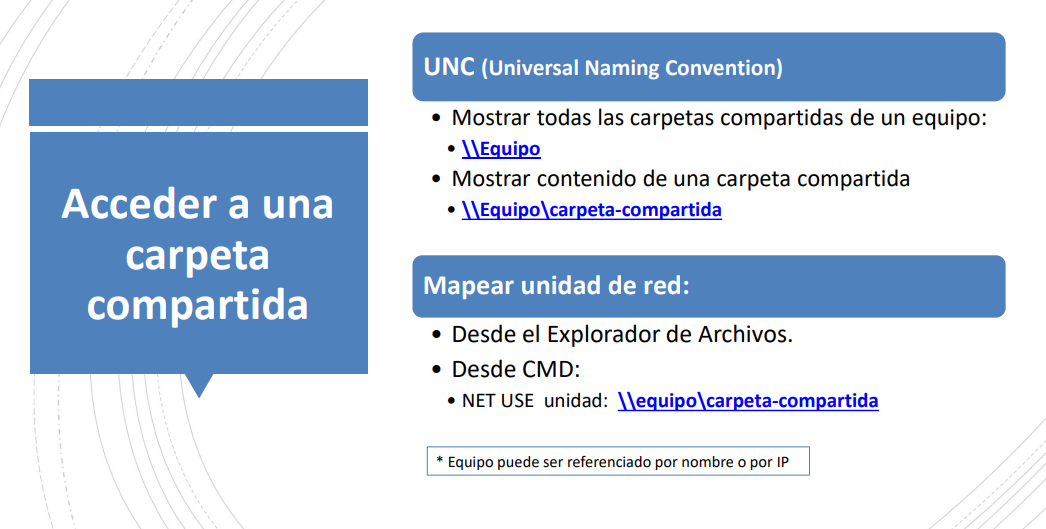 Acceder a una
carpeta
compartida
UNC (Universal Naming Convention)
• Mostrar todas las carpetas compartidas de un equipo:
• \\Equipo
• Mostrar contenido de una carpeta compartida
• \\Equipo\carpeta-compartida
Mapear unidad de red:
• Desde el Explorador de Archivos.
• Desde CMD:
• NET USE unidad: \\equipo\carpeta-compartida
* Equipo puede ser referenciado por nombre o por IP